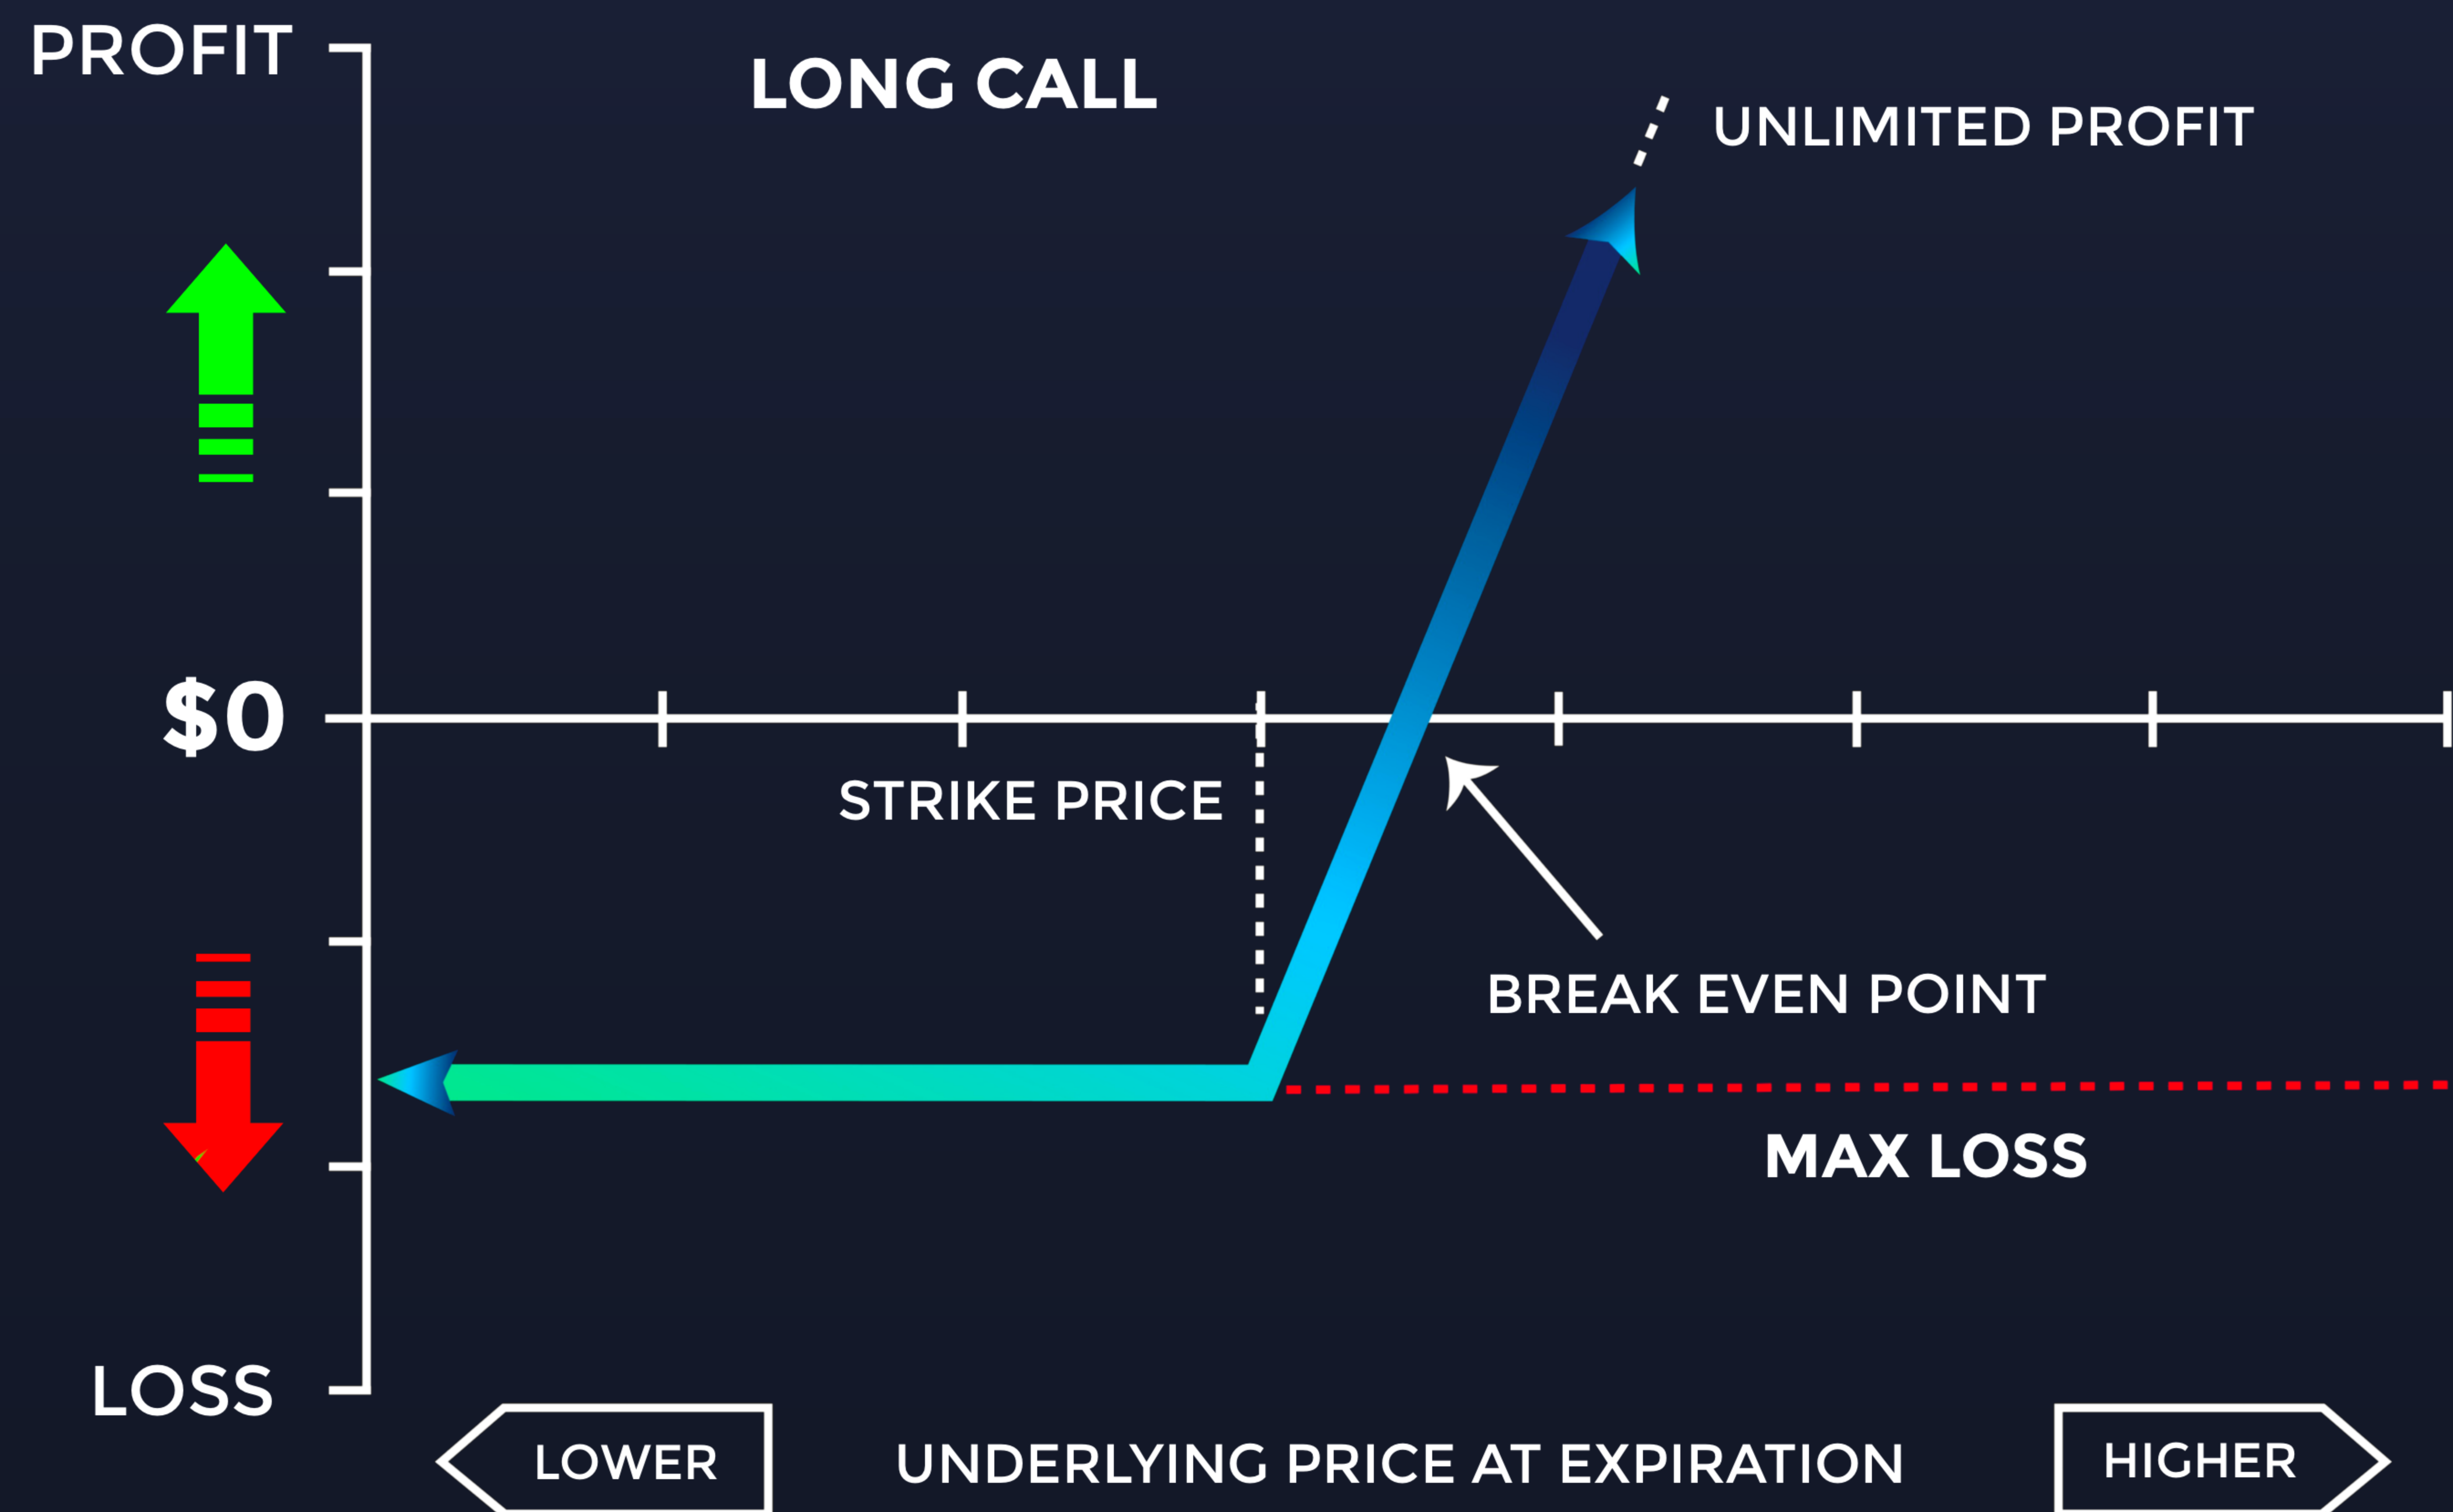 PROFIT
LONG CALL
UNLIMITED PROFIT
$0
STRIKE PRICE
BREAK EVEN POINT
MAX LOSS
LOSS
LOWER
UNDERLYING PRICE AT EXPIRATION
HIGHER